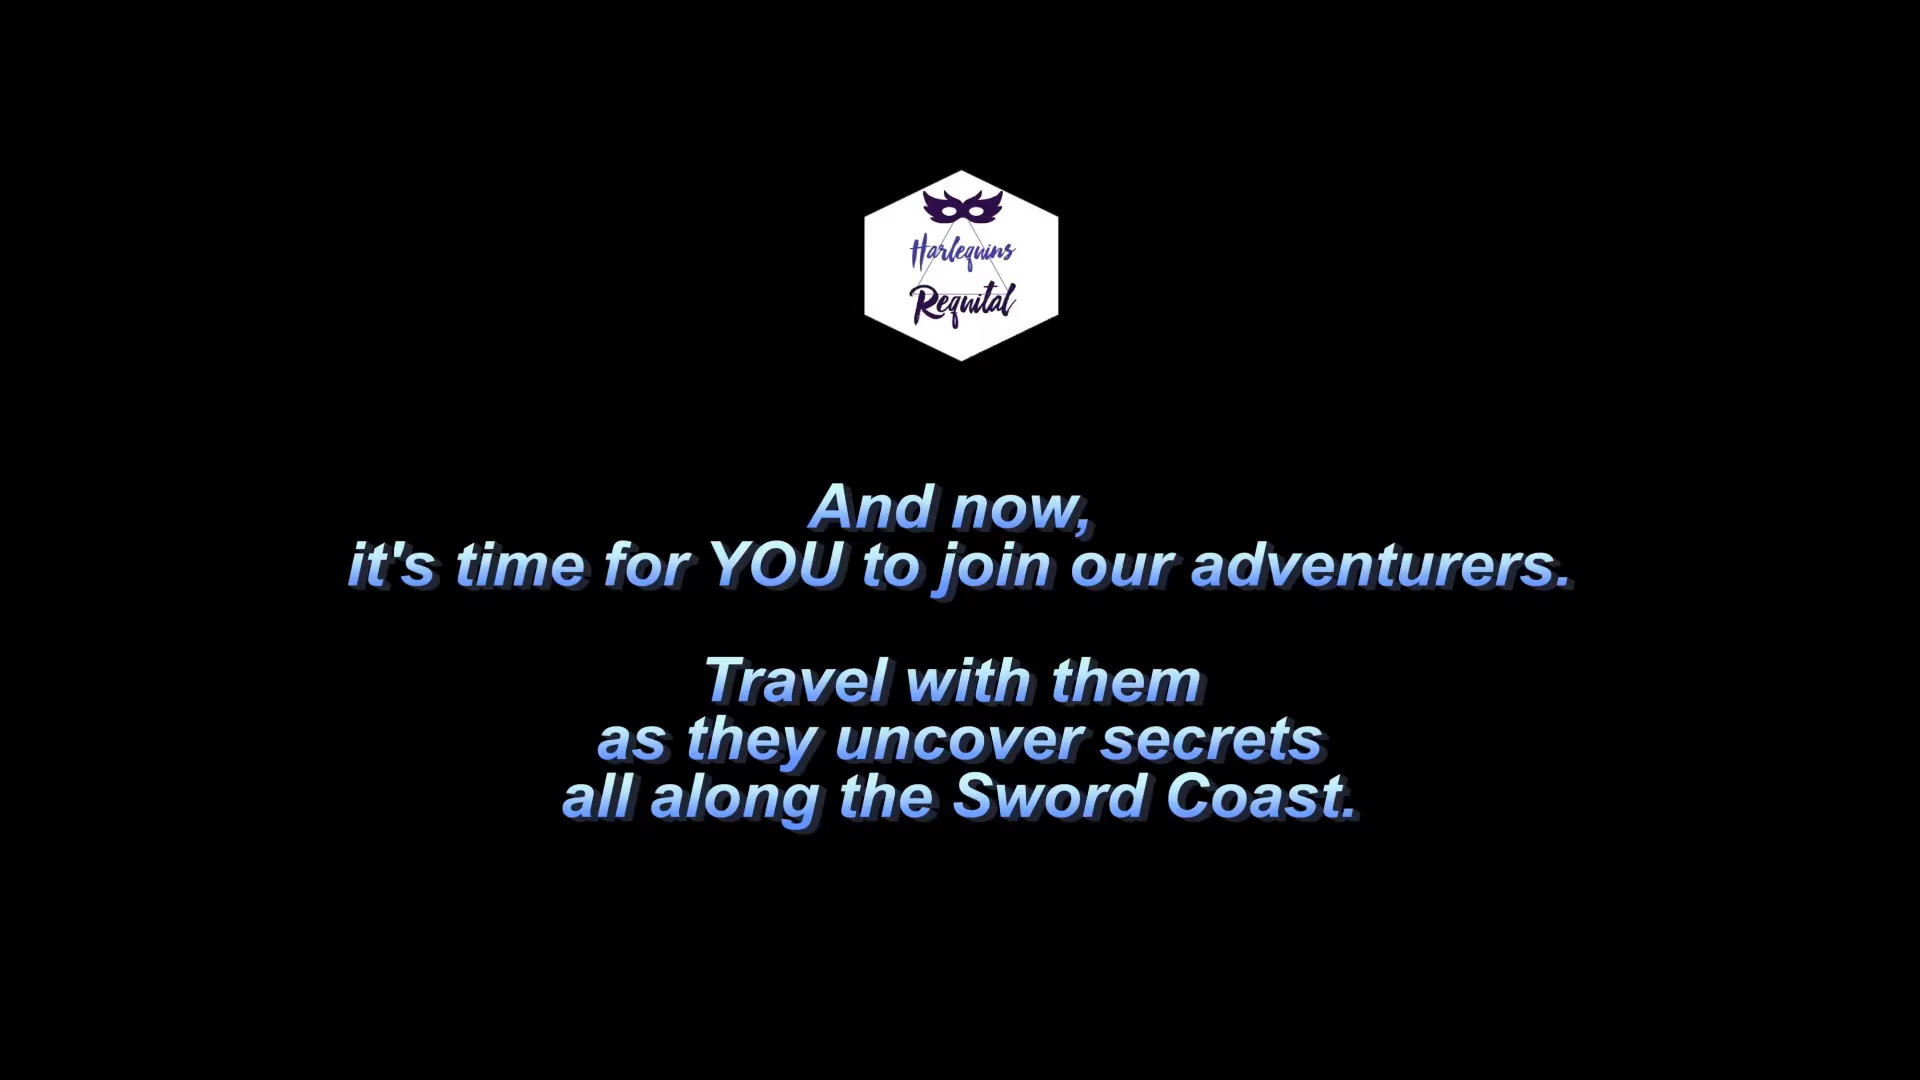 Harlequins
Requital
And now,
it's time for YOU to join our adventurers.
Travel with them
as they uncover secrets
all along the Sword Coast.